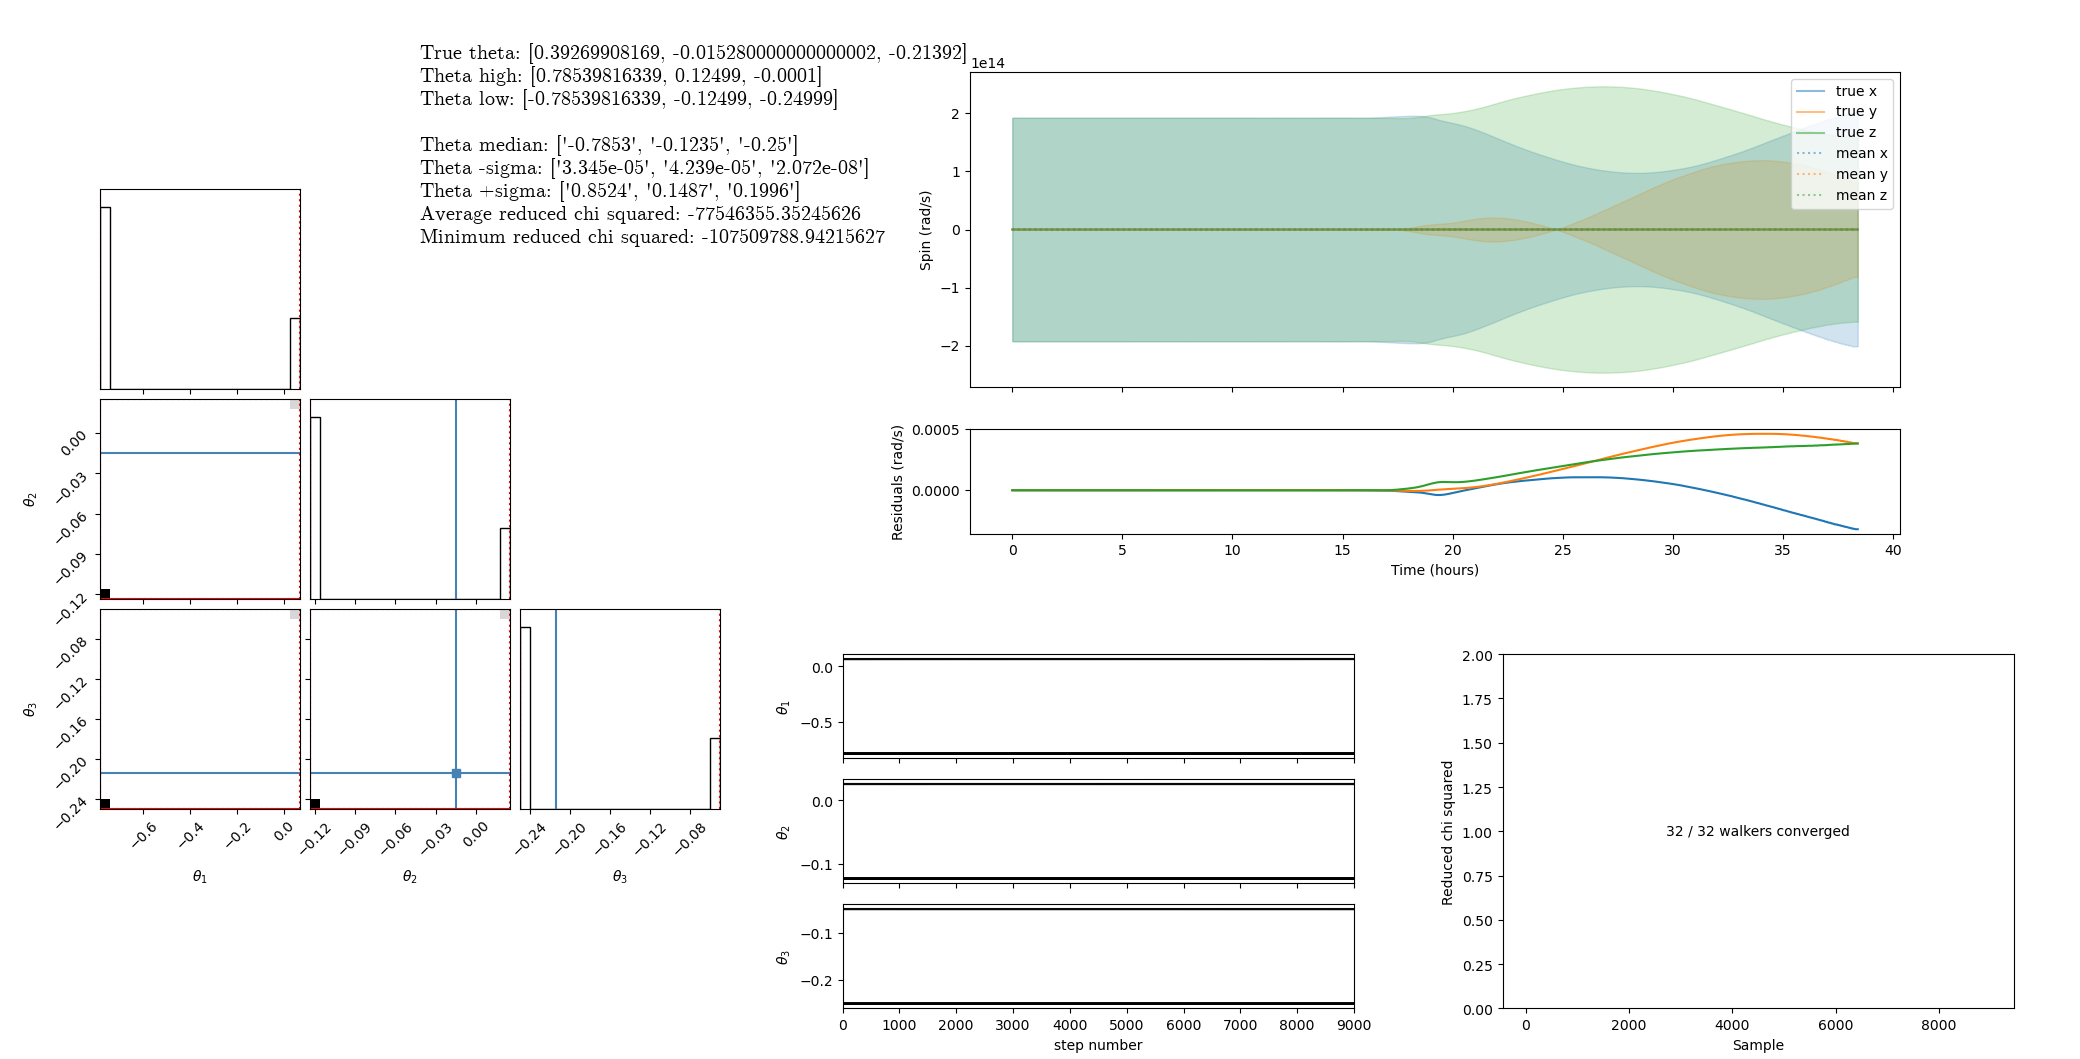 True theta: [0.39269908169, -0.015280000000000002, -0.21392]
Theta high: [0.78539816339, 0.12499, -0.0001]
Theta low: [-0.78539816339, -0.12499, -0.24999]
Theta median: ['-0.7853', '-0.1235', '-0.25']
Theta -sigma: ['3.345e-05', '4.239e-05', '2.072e-08']
Theta +sigma: ['0.8524', '0.1487', '0.1996']
Average reduced chi squared: -77546355.35245626
Minimum reduced chi squared: -107509788.94215627
θ2
0.00
−0.03
−0.06
−0.09
−0.12
θ3
−0.08
−0.12
−0.16
−0.20
−0.24
−0.6
−0.4
−0.2
0.0
θ1
−0.12
−0.09
−0.06
−0.03
0.00
θ2
−0.24
−0.20
−0.16
−0.12
−0.08
θ3
1e14
Spin (rad/s)
2
1
0
−1
−2
true x
true y
true z
mean x
mean y
mean z
Residuals (rad/s)
0.0005
0.0000
0 5 10 15 20 25 30 35 40
Time (hours)
θ1
0.0
−0.5
θ2
0.0
−0.1
θ3
−0.1
−0.2
0 1000 2000 3000 4000 5000 6000 7000 8000 9000
step number
Reduced chi squared
2.00
1.75
1.50
1.25
1.00
0.75
0.50
0.25
0.00
32 / 32 walkers converged
0 2000 4000 6000 8000
Sample